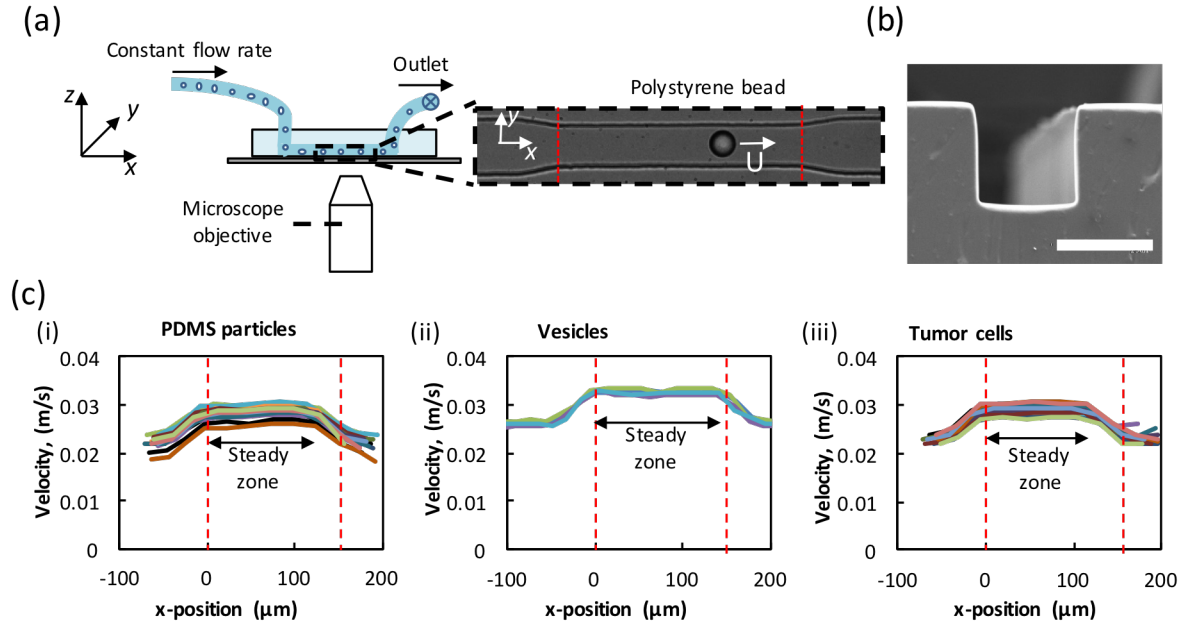 (a)
Constant flow rate
Outlet
z
y
x
Microscope
objective
Polystyrene bead
y
x
U
(b)
(c)
(i)
PDMS particles
Velocity, (m/s)
0.04
0.03
0.02
0.01
0
Steady
zone
-100
0
100
200
x-position (μm)
(ii)
Vesicles
Velocity, (m/s)
0.04
0.03
0.02
0.01
0
Steady
zone
-100
0
100
200
x-position (μm)
(iii)
Tumor cells
Velocity, (m/s)
0.04
0.03
0.02
0.01
0
Steady
zone
-100
0
100
200
x-position (μm)